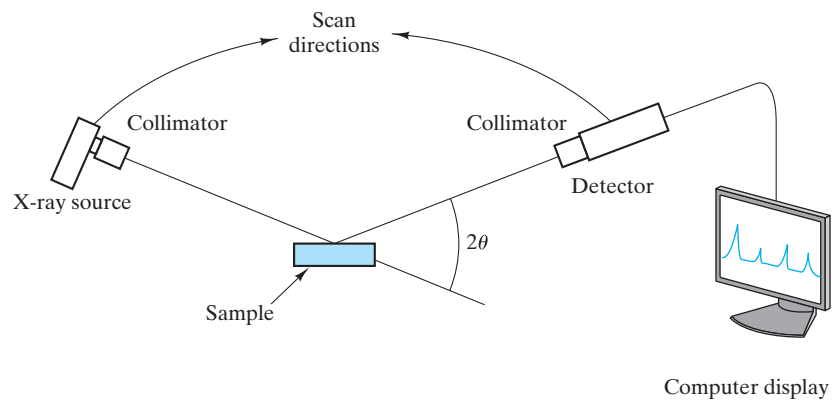 Scan
directions
Collimator
Collimator
X-ray source
Detector
2θ
Sample
Computer display